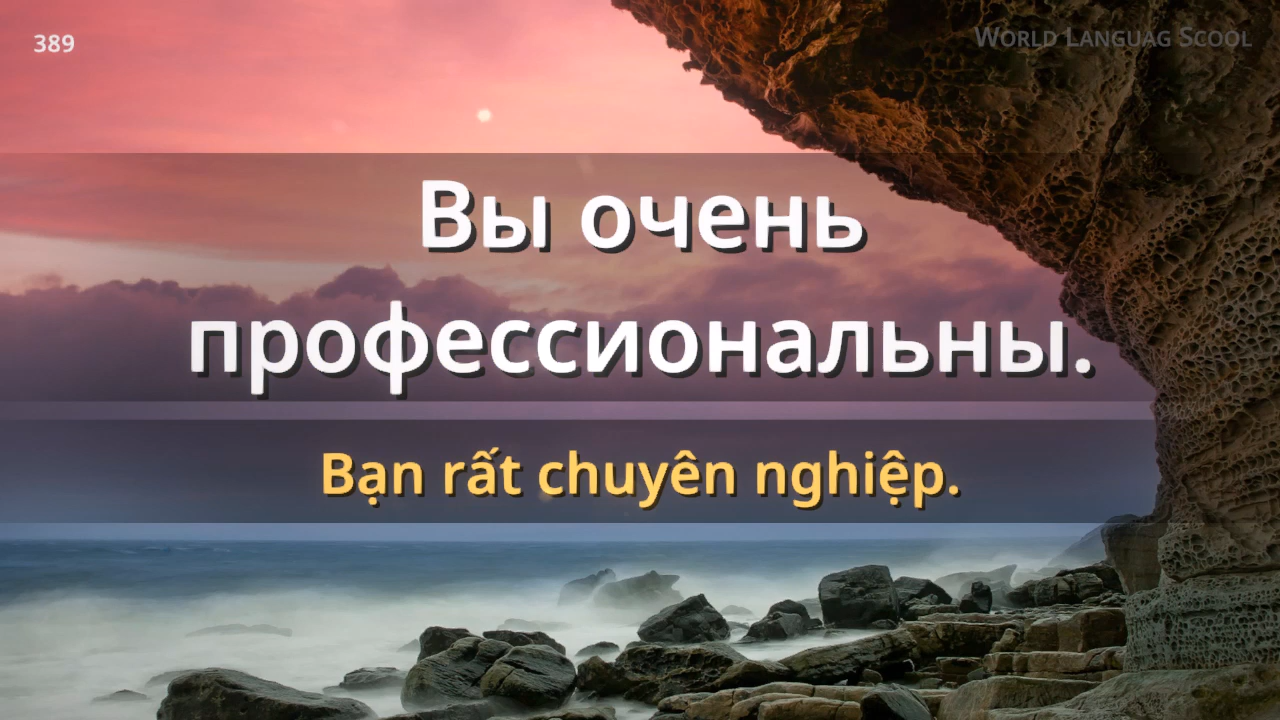 389
World Languag Scool
Вы очень
профессиональны.
Bạn rất chuyên nghiệp.